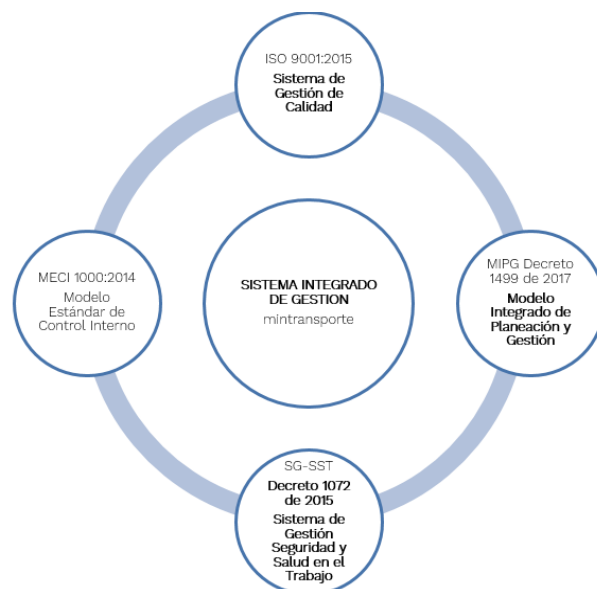 ISO 9001:2015
Sistema de
Gestión de
Calidad
MECI 1000:2014
Modelo
Estándar de
Control Interno
SISTEMA INTEGRADO
DE GESTION
mintransporte
MIPG Decreto
1499 de 2017
Modelo
Integrado de
Planeación y
Gestión
SG-SST
Decreto 1072
de 2015
Sistema de
Gestión
Seguridad y
Salud en el
Trabajo